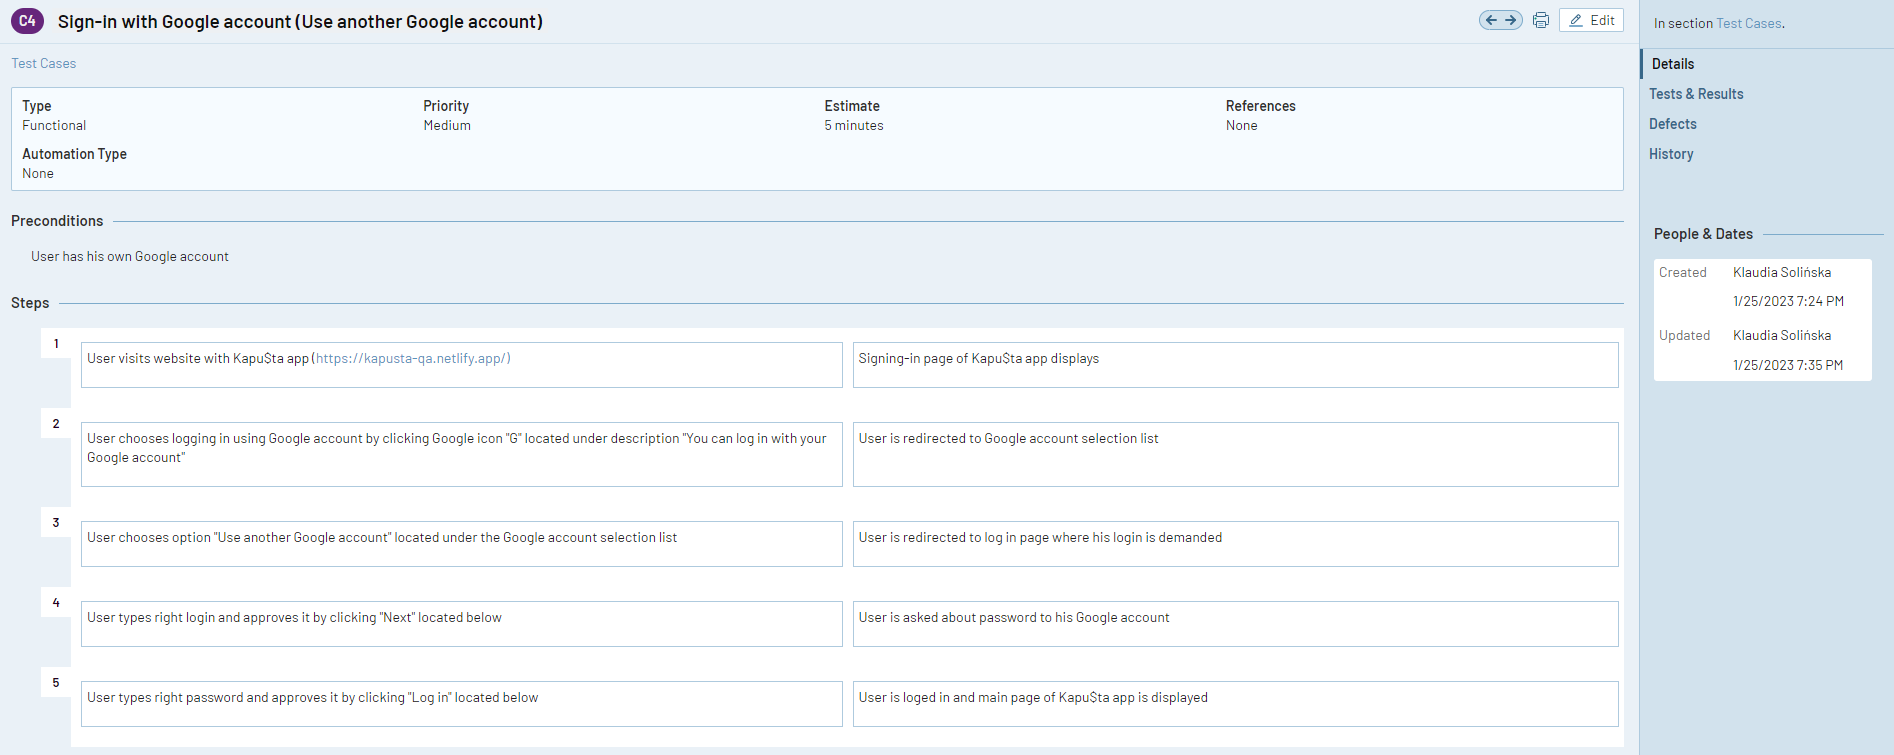 C4 Sign-in with Google account (Use another Google account)
Edit
Test Cases
Type
Functional
Priority
Medium
Estimate
5 minutes
References
None
Automation Type
None
Preconditions
User has his own Google account
Steps
1
User visits website with Kapu$ta app (https://kapusta-qa.netlify.app/)
Signing-in page of Kapu$ta app displays
2
User chooses logging in using Google account by clicking Google icon "G" located under description "You can log in with your
Google account"
User is redirected to Google account selection list
3
User chooses option "Use another Google account" located under the Google account selection list
User is redirected to log in page where his login is demanded
4
User types right login and approves it by clicking "Next" located below
User is asked about password to his Google account
5
User types right password and approves it by clicking "Log in" located below
User is loged in and main page of Kapu$ta app is displayed
In section Test Cases.
Details
Tests & Results
Defects
History
People & Dates
Created Klaudia Solińska
1/25/2023 7:24 PM
Updated Klaudia Solińska
1/25/2023 7:35 PM